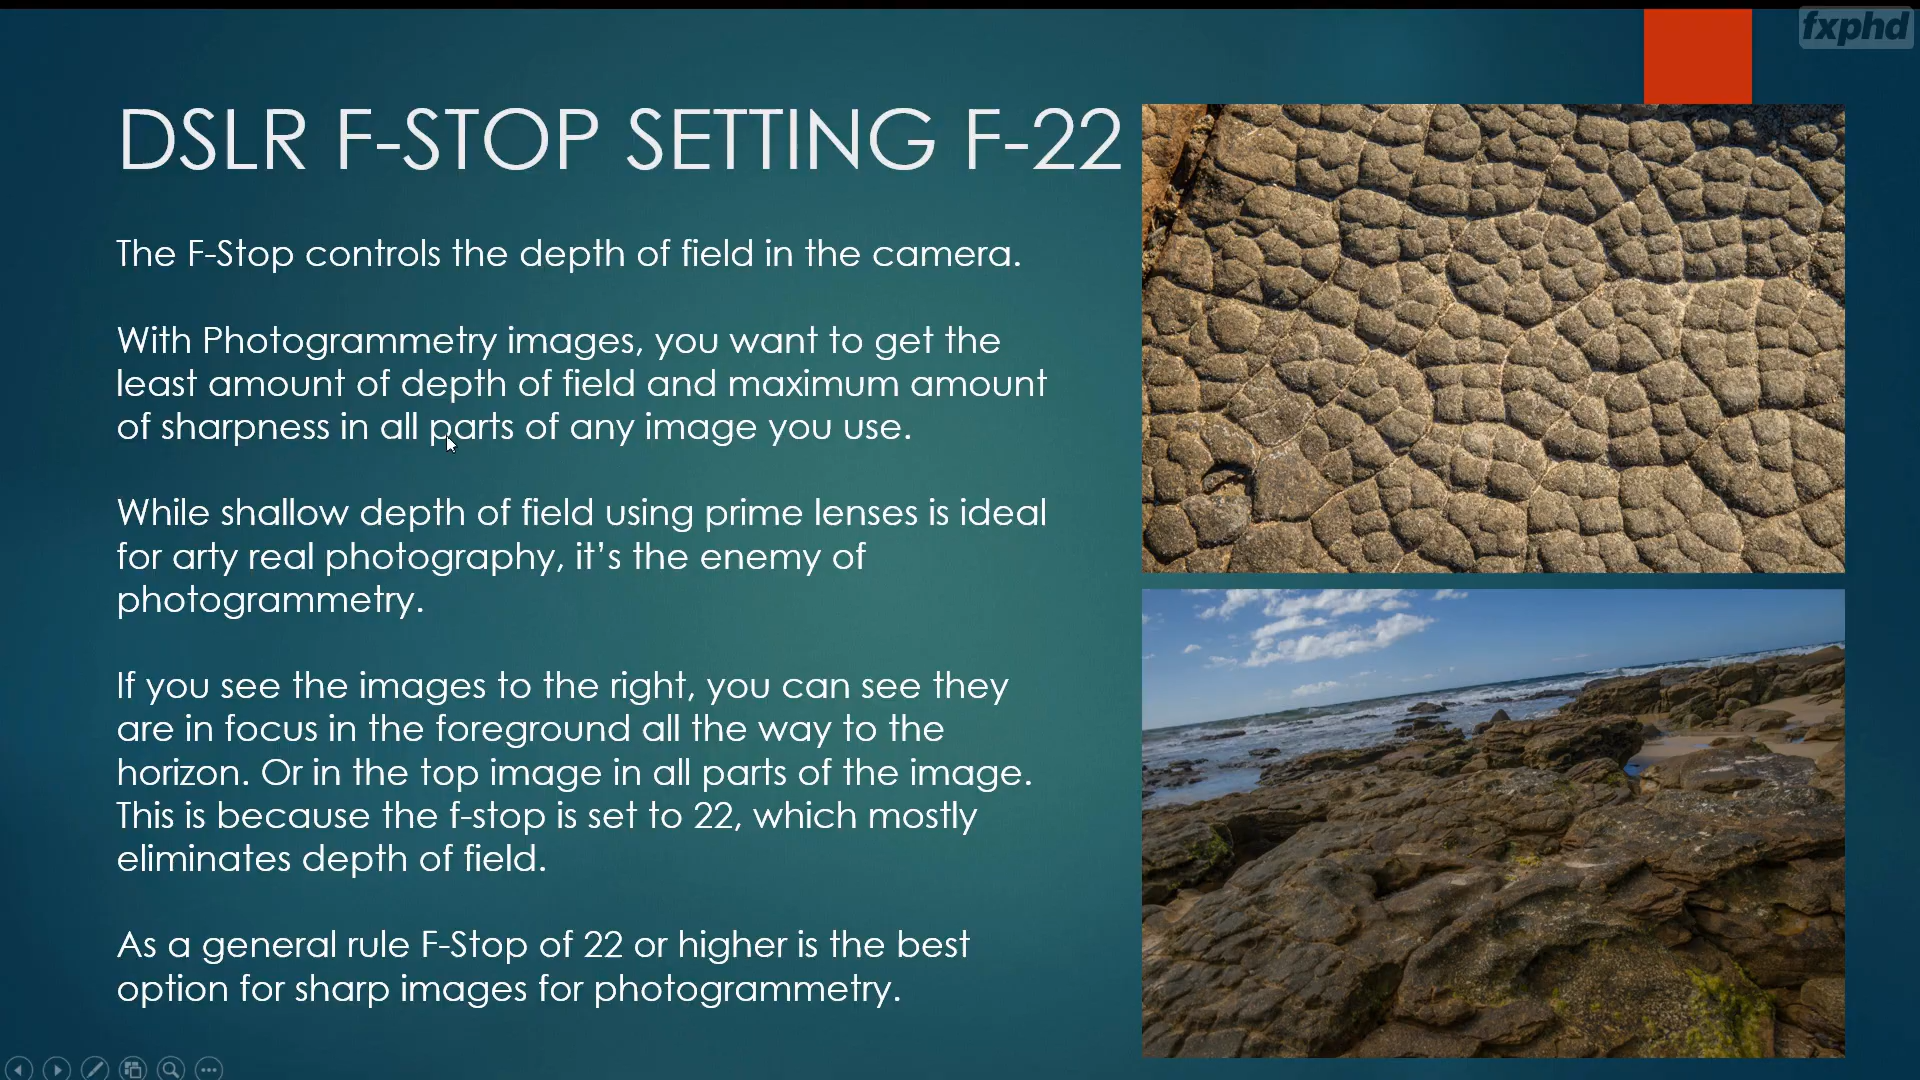 fxphd
DSLR F-STOP SETTING F-22
The F-Stop controls the depth of field in the camera.
With Photogrammetry images, you want to get the
least amount of depth of field and maximum amount
of sharpness in all parts of any image you use.
While shallow depth of field using prime lenses is ideal
for arty real photography, it’s the enemy of
photogrammetry.
If you see the images to the right, you can see they
are in focus in the foreground all the way to the
horizon. Or in the top image in all parts of the image.
This is because the f-stop is set to 22, which mostly
eliminates depth of field.
As a general rule F-Stop of 22 or higher is the best
option for sharp images for photogrammetry.